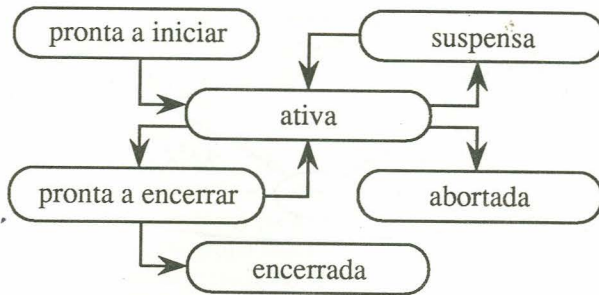 pronta a iniciar
suspensa
ativa
pronta a encerrar
abortada
encerrada